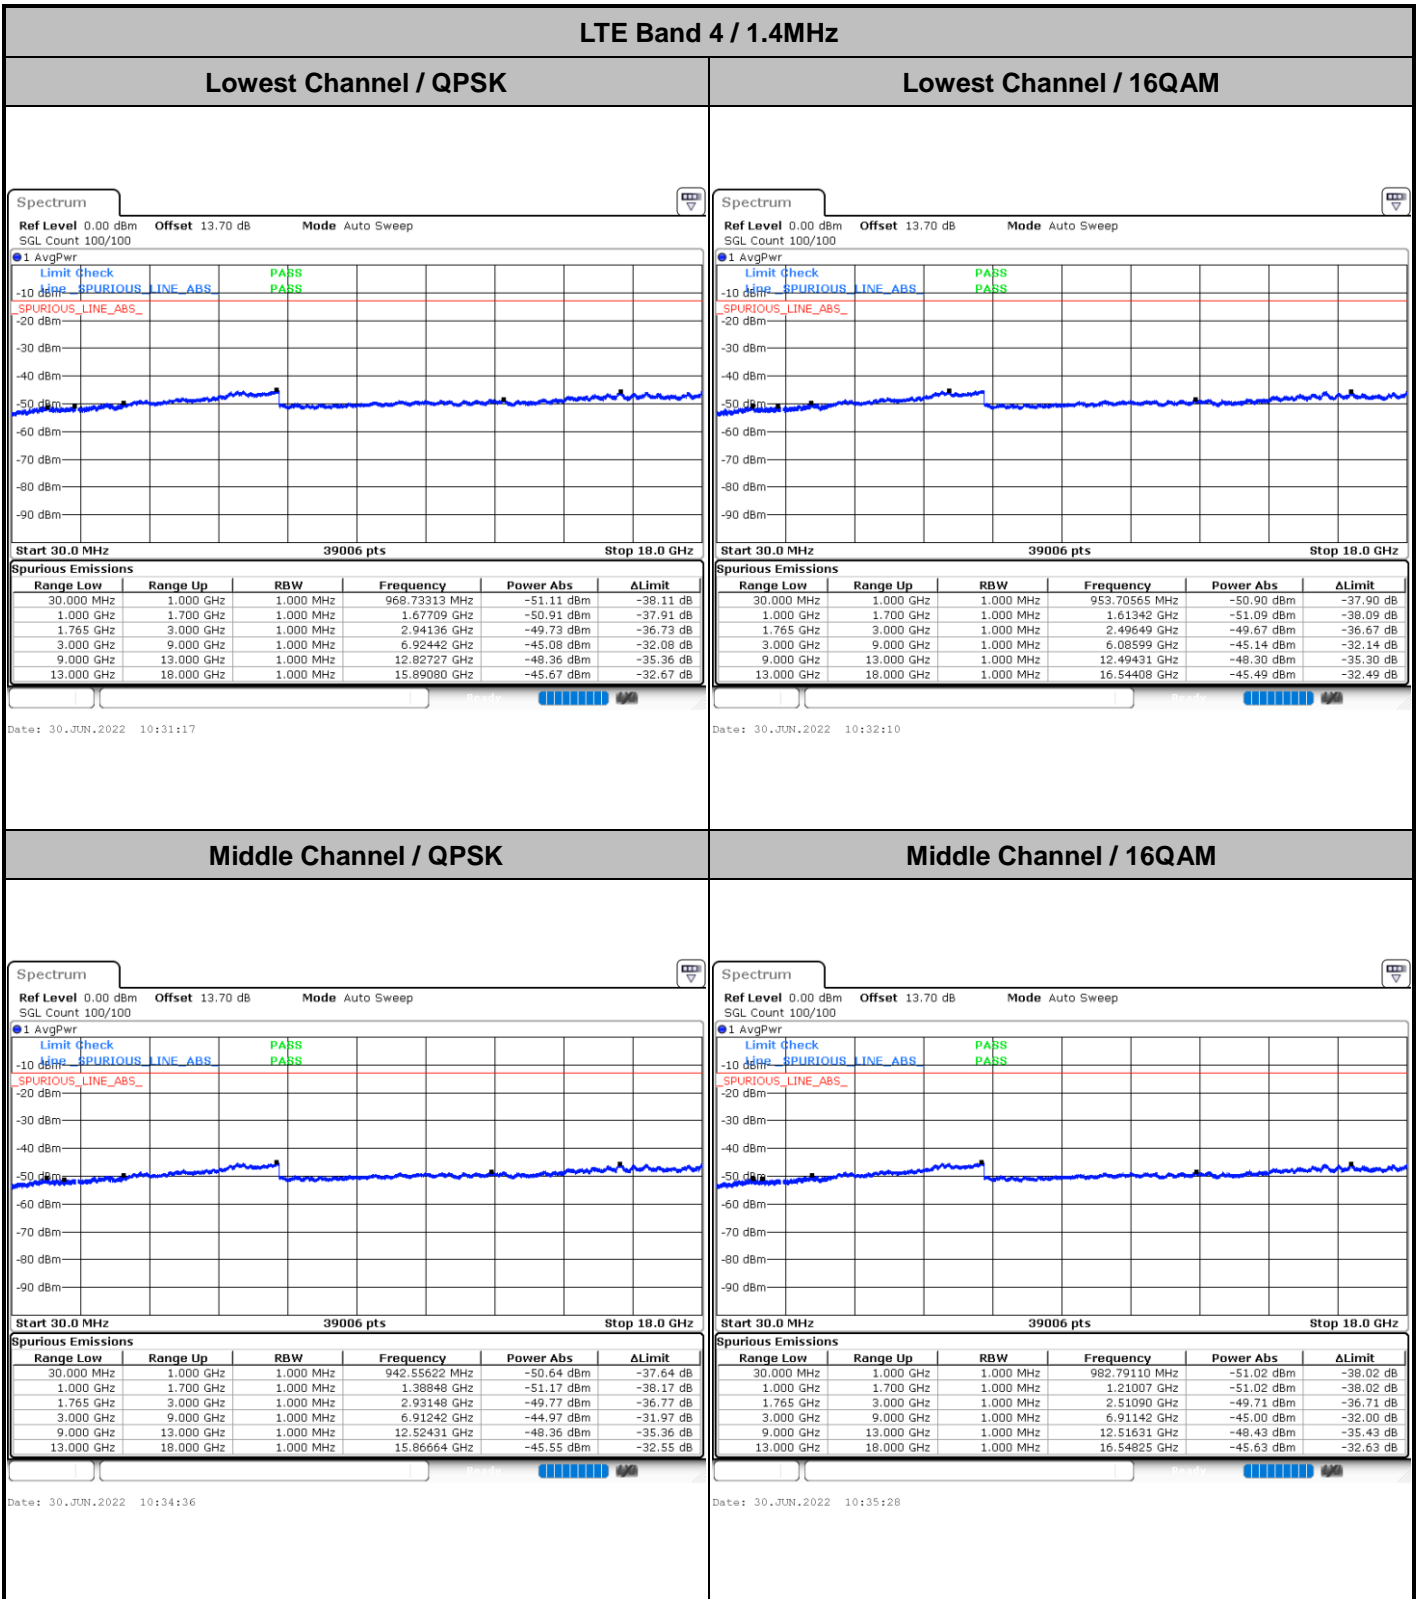 LTE Band 4 / 1.4MHz
Lowest Channel / QPSK
Lowest Channel / 16QAM
Spectrum
Ref Level 0.00 dBm Offset 13.70 dB Mode Auto Sweep
SGL Count 100/100
1 AvgPwr
Limit Check PASS
Line _SPURIOUS_LINE_ABS_ PASS
-10 dBm
_SPURIOUS_LINE_ABS_
-20 dBm
-30 dBm
-40 dBm
-50 dBm
-60 dBm
-70 dBm
-80 dBm
-90 dBm
Start 30.0 MHz 39006 pts Stop 18.0 GHz
Spurious Emissions
Range Low Range Up RBW Frequency Power Abs ΔLimit
30.000 MHz 1.000 GHz 1.000 MHz 968.73313 MHz -51.11 dBm -38.11 dB
1.000 GHz 1.700 GHz 1.000 MHz 1.67709 GHz -50.91 dBm -37.91 dB
1.765 GHz 3.000 GHz 1.000 MHz 2.94136 GHz -49.73 dBm -36.73 dB
3.000 GHz 9.000 GHz 1.000 MHz 6.92442 GHz -45.08 dBm -32.08 dB
9.000 GHz 13.000 GHz 1.000 MHz 12.82727 GHz -48.36 dBm -35.36 dB
13.000 GHz 18.000 GHz 1.000 MHz 15.89080 GHz -45.67 dBm -32.67 dB
Ready
Date: 30.JUN.2022 10:31:17
Spectrum
Ref Level 0.00 dBm Offset 13.70 dB Mode Auto Sweep
SGL Count 100/100
1 AvgPwr
Limit Check PASS
Line _SPURIOUS_LINE_ABS_ PASS
-10 dBm
_SPURIOUS_LINE_ABS_
-20 dBm
-30 dBm
-40 dBm
-50 dBm
-60 dBm
-70 dBm
-80 dBm
-90 dBm
Start 30.0 MHz 39006 pts Stop 18.0 GHz
Spurious Emissions
Range Low Range Up RBW Frequency Power Abs ΔLimit
30.000 MHz 1.000 GHz 1.000 MHz 953.70565 MHz -50.90 dBm -37.90 dB
1.000 GHz 1.700 GHz 1.000 MHz 1.61342 GHz -51.09 dBm -38.09 dB
1.765 GHz 3.000 GHz 1.000 MHz 2.49649 GHz -49.67 dBm -36.67 dB
3.000 GHz 9.000 GHz 1.000 MHz 6.08599 GHz -45.14 dBm -32.14 dB
9.000 GHz 13.000 GHz 1.000 MHz 12.49431 GHz -48.30 dBm -35.30 dB
13.000 GHz 18.000 GHz 1.000 MHz 16.54408 GHz -45.49 dBm -32.49 dB
Ready
Date: 30.JUN.2022 10:32:10
Middle Channel / QPSK
Middle Channel / 16QAM
Spectrum
Ref Level 0.00 dBm Offset 13.70 dB Mode Auto Sweep
SGL Count 100/100
1 AvgPwr
Limit Check PASS
Line _SPURIOUS_LINE_ABS_ PASS
-10 dBm
_SPURIOUS_LINE_ABS_
-20 dBm
-30 dBm
-40 dBm
-50 dBm
-60 dBm
-70 dBm
-80 dBm
-90 dBm
Start 30.0 MHz 39006 pts Stop 18.0 GHz
Spurious Emissions
Range Low Range Up RBW Frequency Power Abs ΔLimit
30.000 MHz 1.000 GHz 1.000 MHz 942.55622 MHz -50.64 dBm -37.64 dB
1.000 GHz 1.700 GHz 1.000 MHz 1.38848 GHz -51.17 dBm -38.17 dB
1.765 GHz 3.000 GHz 1.000 MHz 2.93148 GHz -49.77 dBm -36.77 dB
3.000 GHz 9.000 GHz 1.000 MHz 6.91242 GHz -44.97 dBm -31.97 dB
9.000 GHz 13.000 GHz 1.000 MHz 12.52431 GHz -48.36 dBm -35.36 dB
13.000 GHz 18.000 GHz 1.000 MHz 15.86664 GHz -45.55 dBm -32.55 dB
Ready
Date: 30.JUN.2022 10:34:36
Spectrum
Ref Level 0.00 dBm Offset 13.70 dB Mode Auto Sweep
SGL Count 100/100
1 AvgPwr
Limit Check PASS
Line _SPURIOUS_LINE_ABS_ PASS
-10 dBm
_SPURIOUS_LINE_ABS_
-20 dBm
-30 dBm
-40 dBm
-50 dBm
-60 dBm
-70 dBm
-80 dBm
-90 dBm
Start 30.0 MHz 39006 pts Stop 18.0 GHz
Spurious Emissions
Range Low Range Up RBW Frequency Power Abs ΔLimit
30.000 MHz 1.000 GHz 1.000 MHz 982.79110 MHz -51.02 dBm -38.02 dB
1.000 GHz 1.700 GHz 1.000 MHz 1.21007 GHz -51.02 dBm -38.02 dB
1.765 GHz 3.000 GHz 1.000 MHz 2.51090 GHz -49.71 dBm -36.71 dB
3.000 GHz 9.000 GHz 1.000 MHz 6.91142 GHz -45.00 dBm -32.00 dB
9.000 GHz 13.000 GHz 1.000 MHz 12.51631 GHz -48.43 dBm -35.43 dB
13.000 GHz 18.000 GHz 1.000 MHz 16.54825 GHz -45.63 dBm -32.63 dB
Ready
Date: 30.JUN.2022 10:35:28